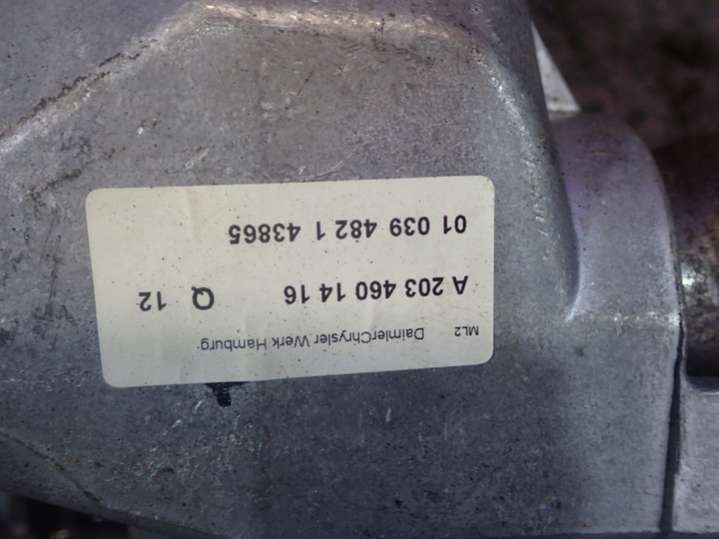 ML2 DaimlerChrysler Werk Hamburg
A 203 460 14 16 Q 12
01 039 482 1 43865